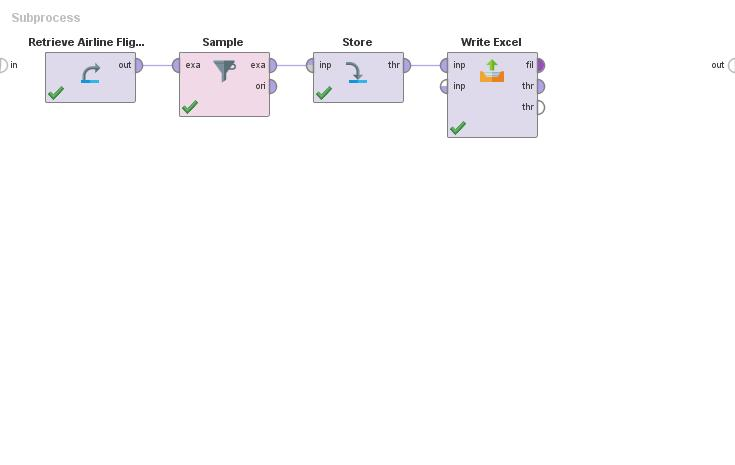 Subprocess
Retrieve Airline Flig...
Sample
Store
Write Excel
in
out
exa
exa
inp
thr
inp
fil
out
ori
inp
thr
thr